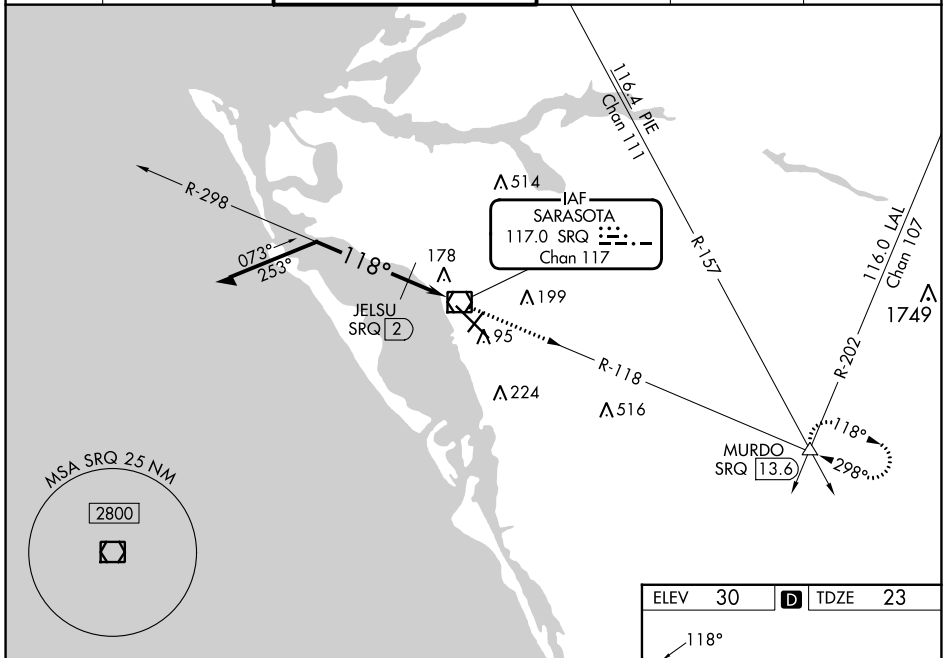 116.4 PIE
Chan 111
R-298
514
IAF
SARASOTA
117.0 SRQ
Chan 117
073°
253°
118°
178
R-157
116.0 LAL
Chan 107
JELSU
SRQ 2
199
1749
95
R-118
R-202
224
516
MURDO
SRQ 13.6
118°
298°
MSA SRQ 25 NM
2800
ELEV 30 D TDZE 23
118°